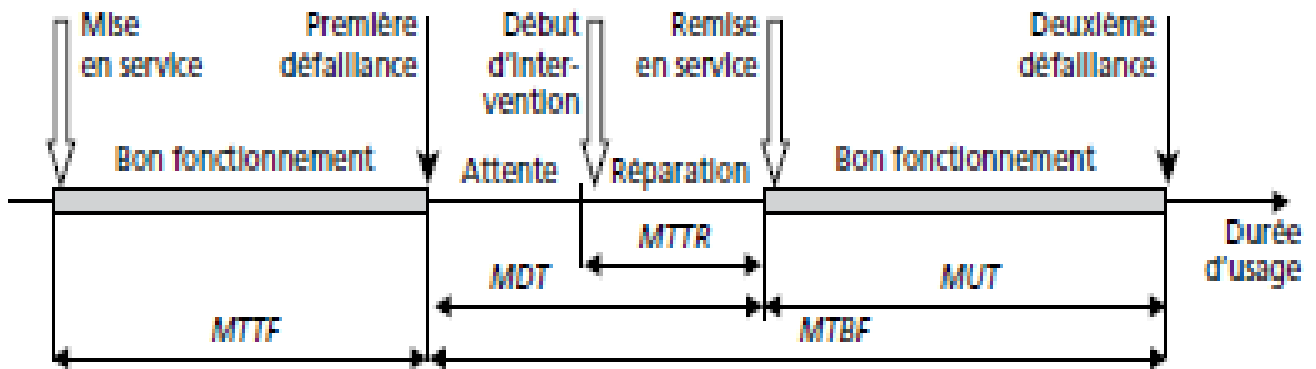 Mise
en service
Première
défaillance
Début
d'inter-
vention
Remise
en service
Deuxième
défaillance
Bon fonctionnement
Attente
Réparation
Bon fonctionnement
Durée
d'usage
MTTR
MDT
MUT
MTTF
MTBF